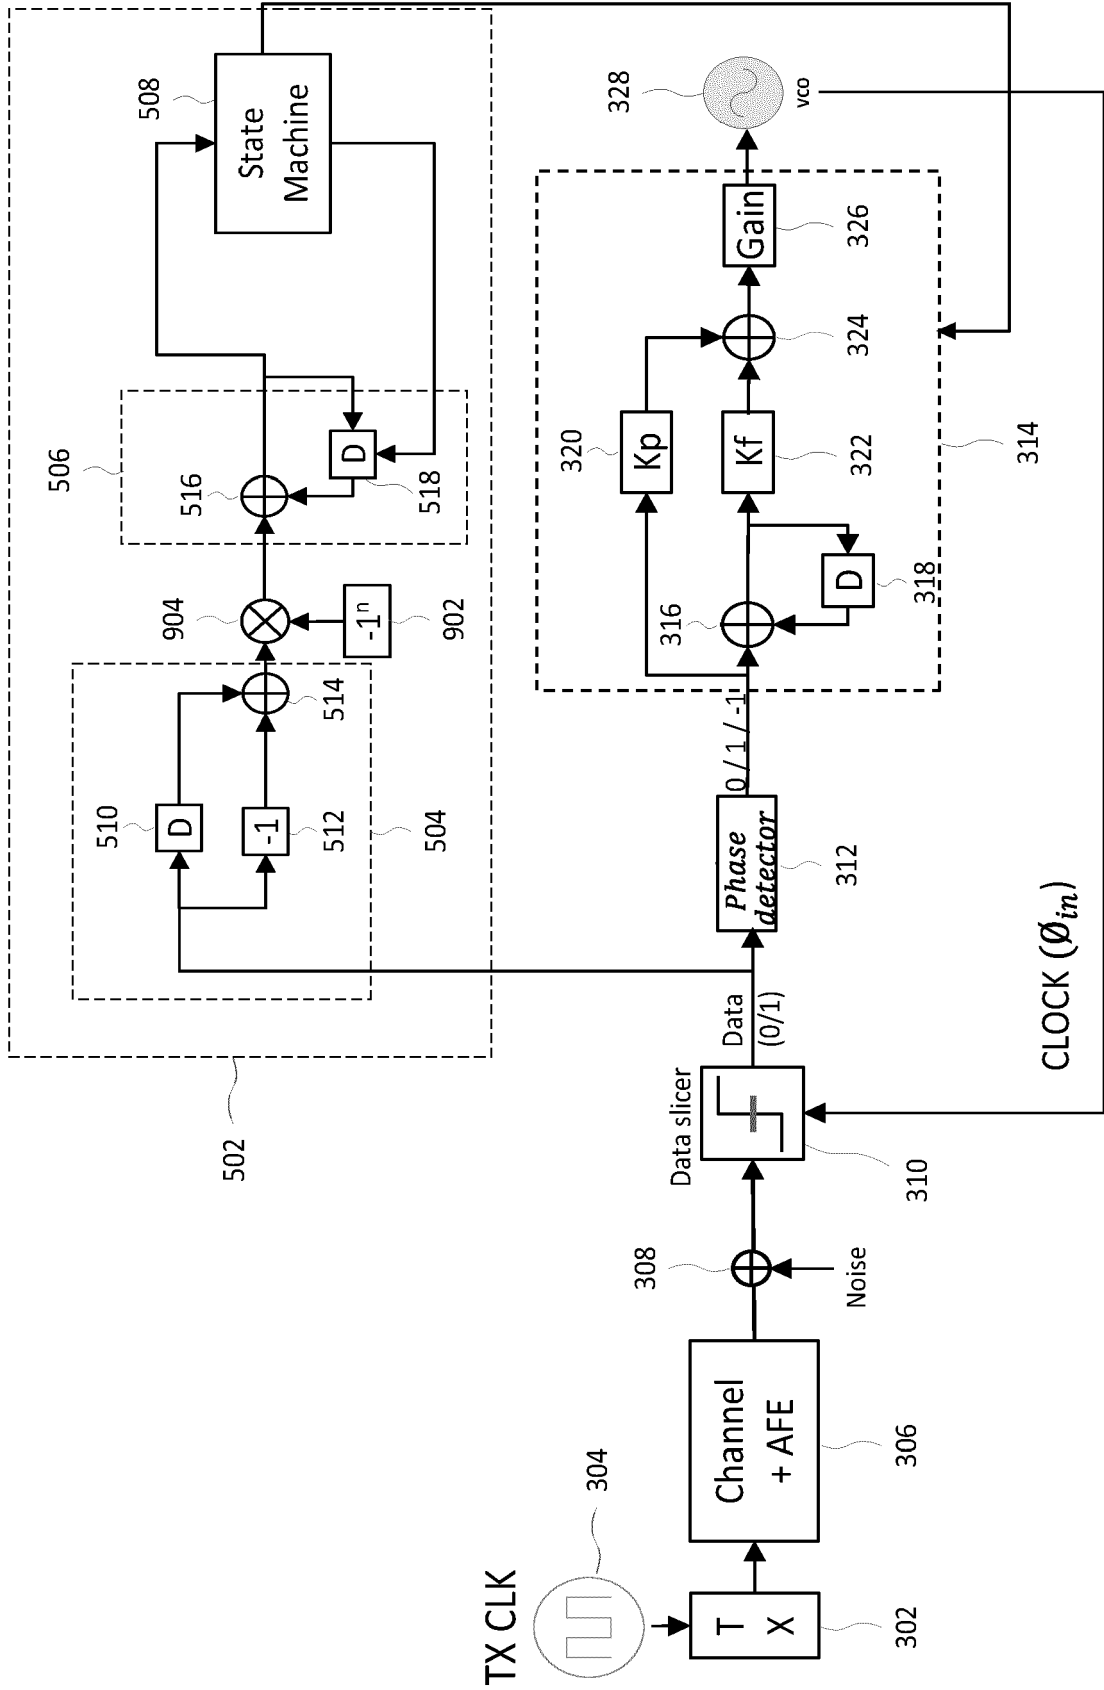 502
504
510
D
-1
512
514
904
-1ⁿ
902
506
516
D
518
508
State
Machine
TX CLK
304
T
X
302
Channel
+ AFE
306
308
Noise
Data slicer
310
Data
(0/1)
Phase
detector
312
0 / 1 / -1
316
D
318
320
Kp
Kf
322
324
Gain
326
314
328
vco
CLOCK (Ø_in)